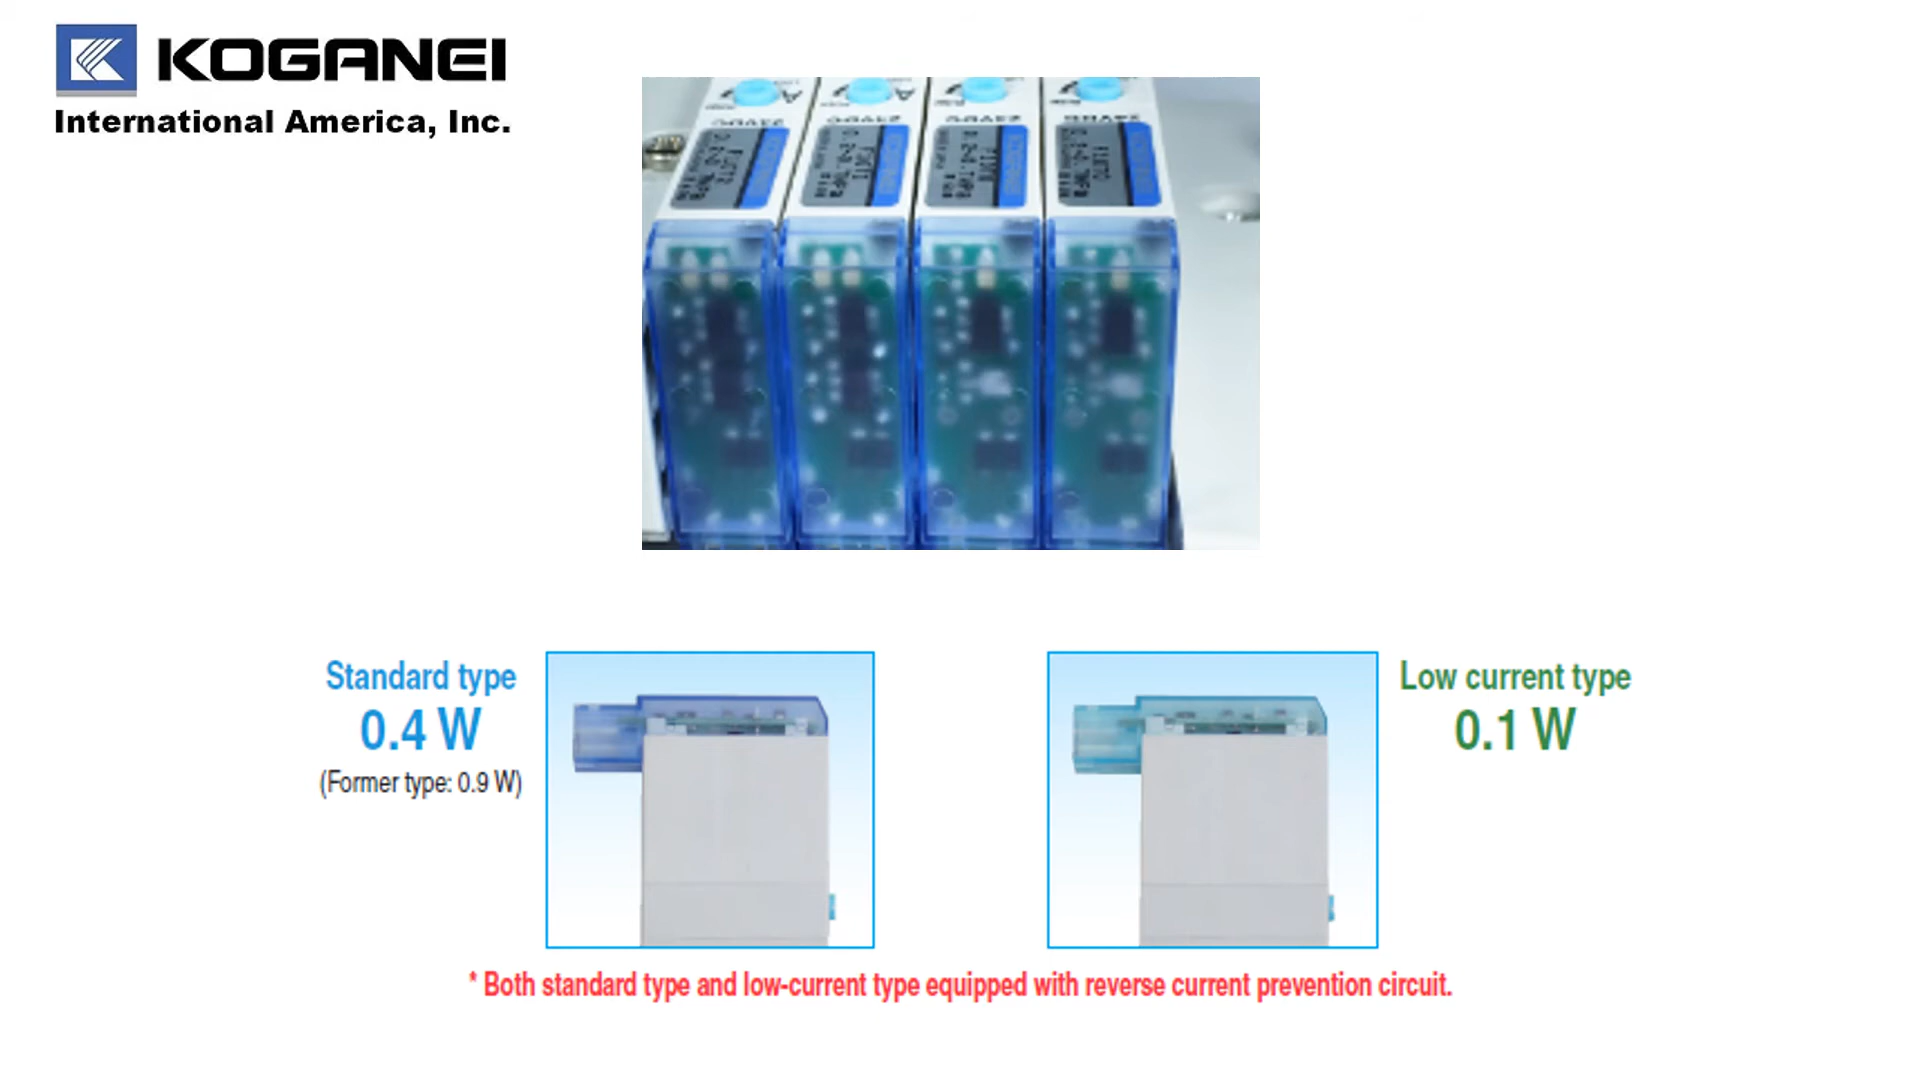 KOGANEI
International America, Inc.
Standard type
0.4 W
(Former type: 0.9 W)
Low current type
0.1 W
* Both standard type and low-current type equipped with reverse current prevention circuit.